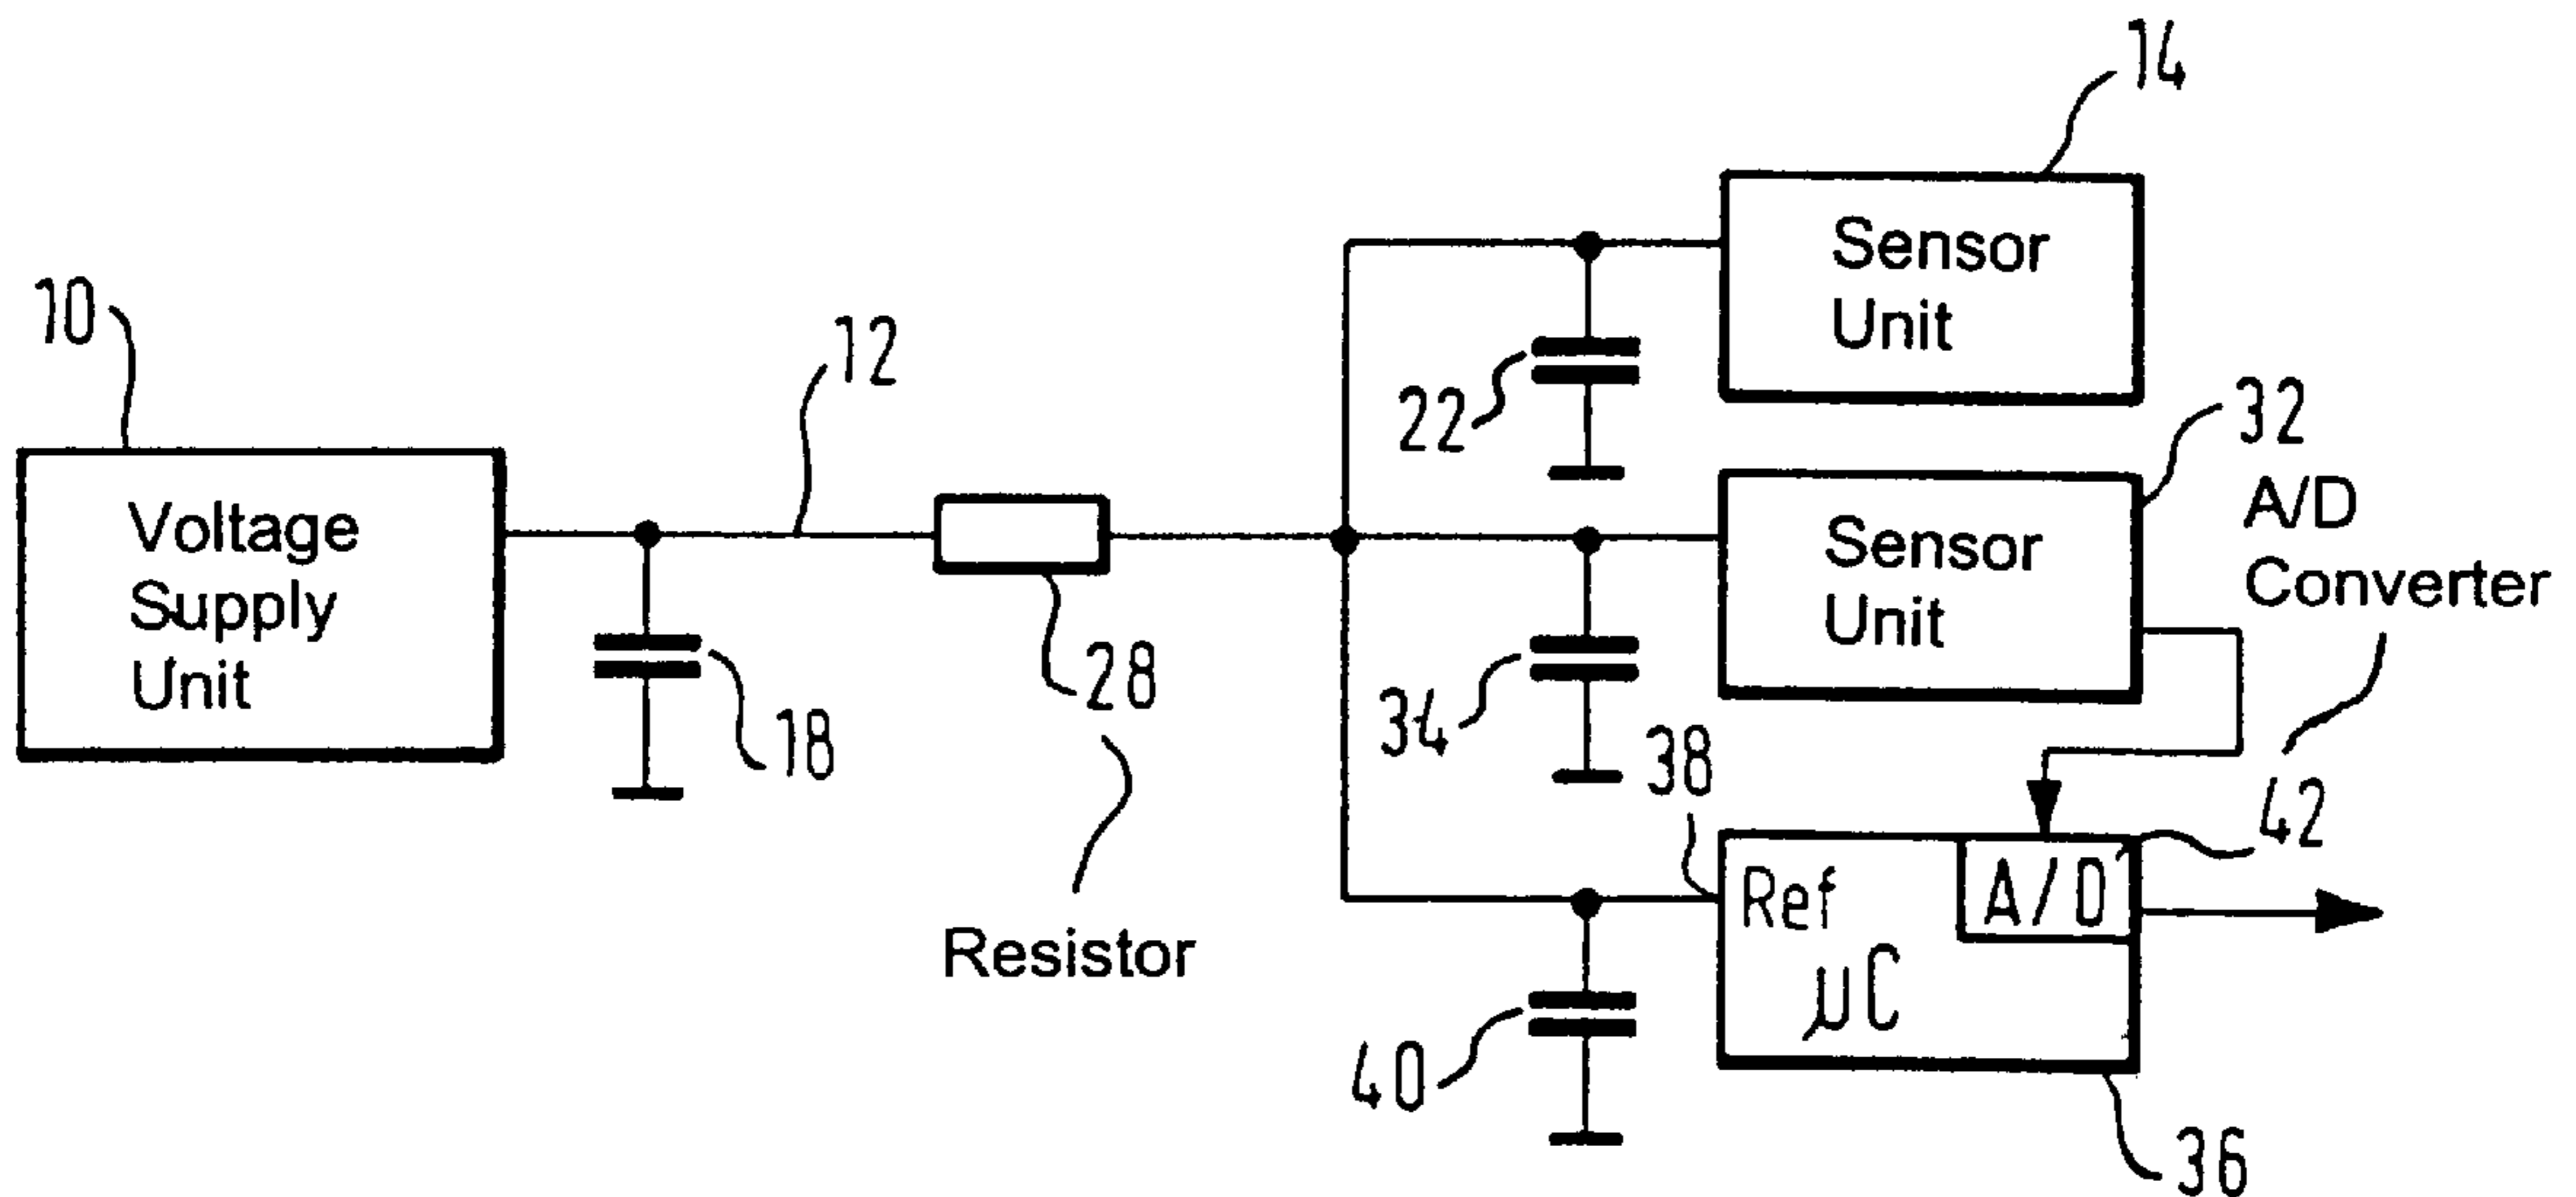 14
Sensor
Unit
10
12
22
32
Voltage
Supply
Unit
A/D
Converter
Sensor
Unit
28
18
34
38
42
Ref
A/D
Resistor
µC
40
36